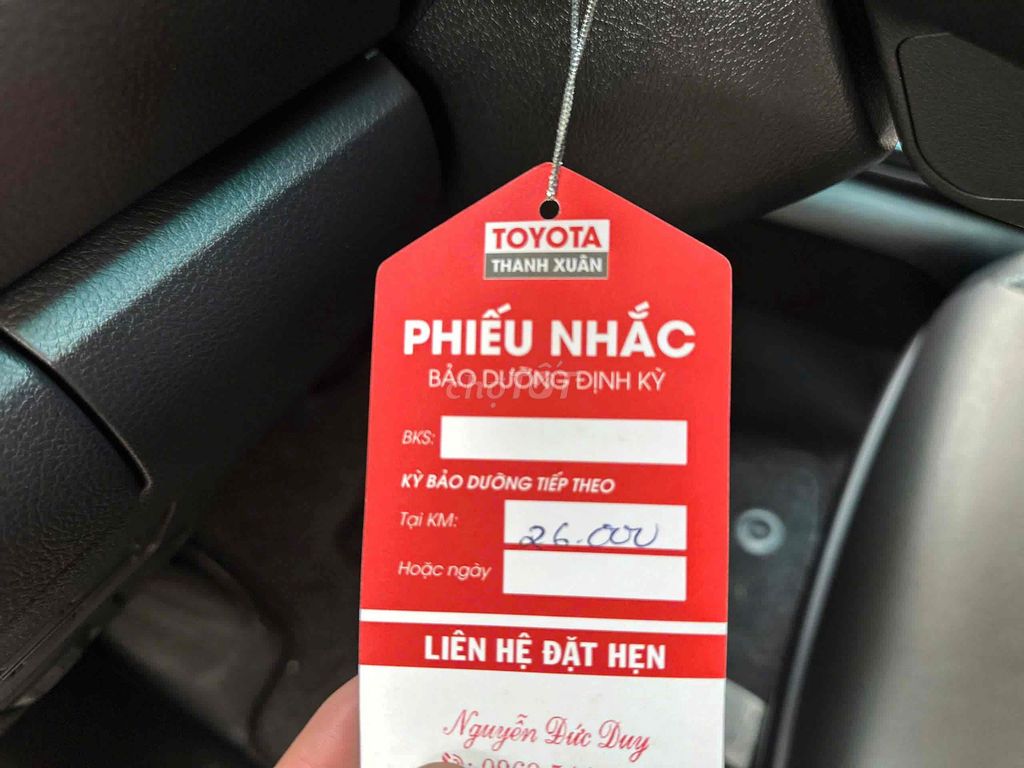 TOYOTA
THANH XUÂN
PHIẾU NHẮC
BẢO DƯỠNG ĐỊNH KỲ
chợTỐT
BKS:
KỲ BẢO DƯỠNG TIẾP THEO
Tại KM: 26.000
Hoặc ngày
LIÊN HỆ ĐẶT HẸN
Nguyễn Đức Duy